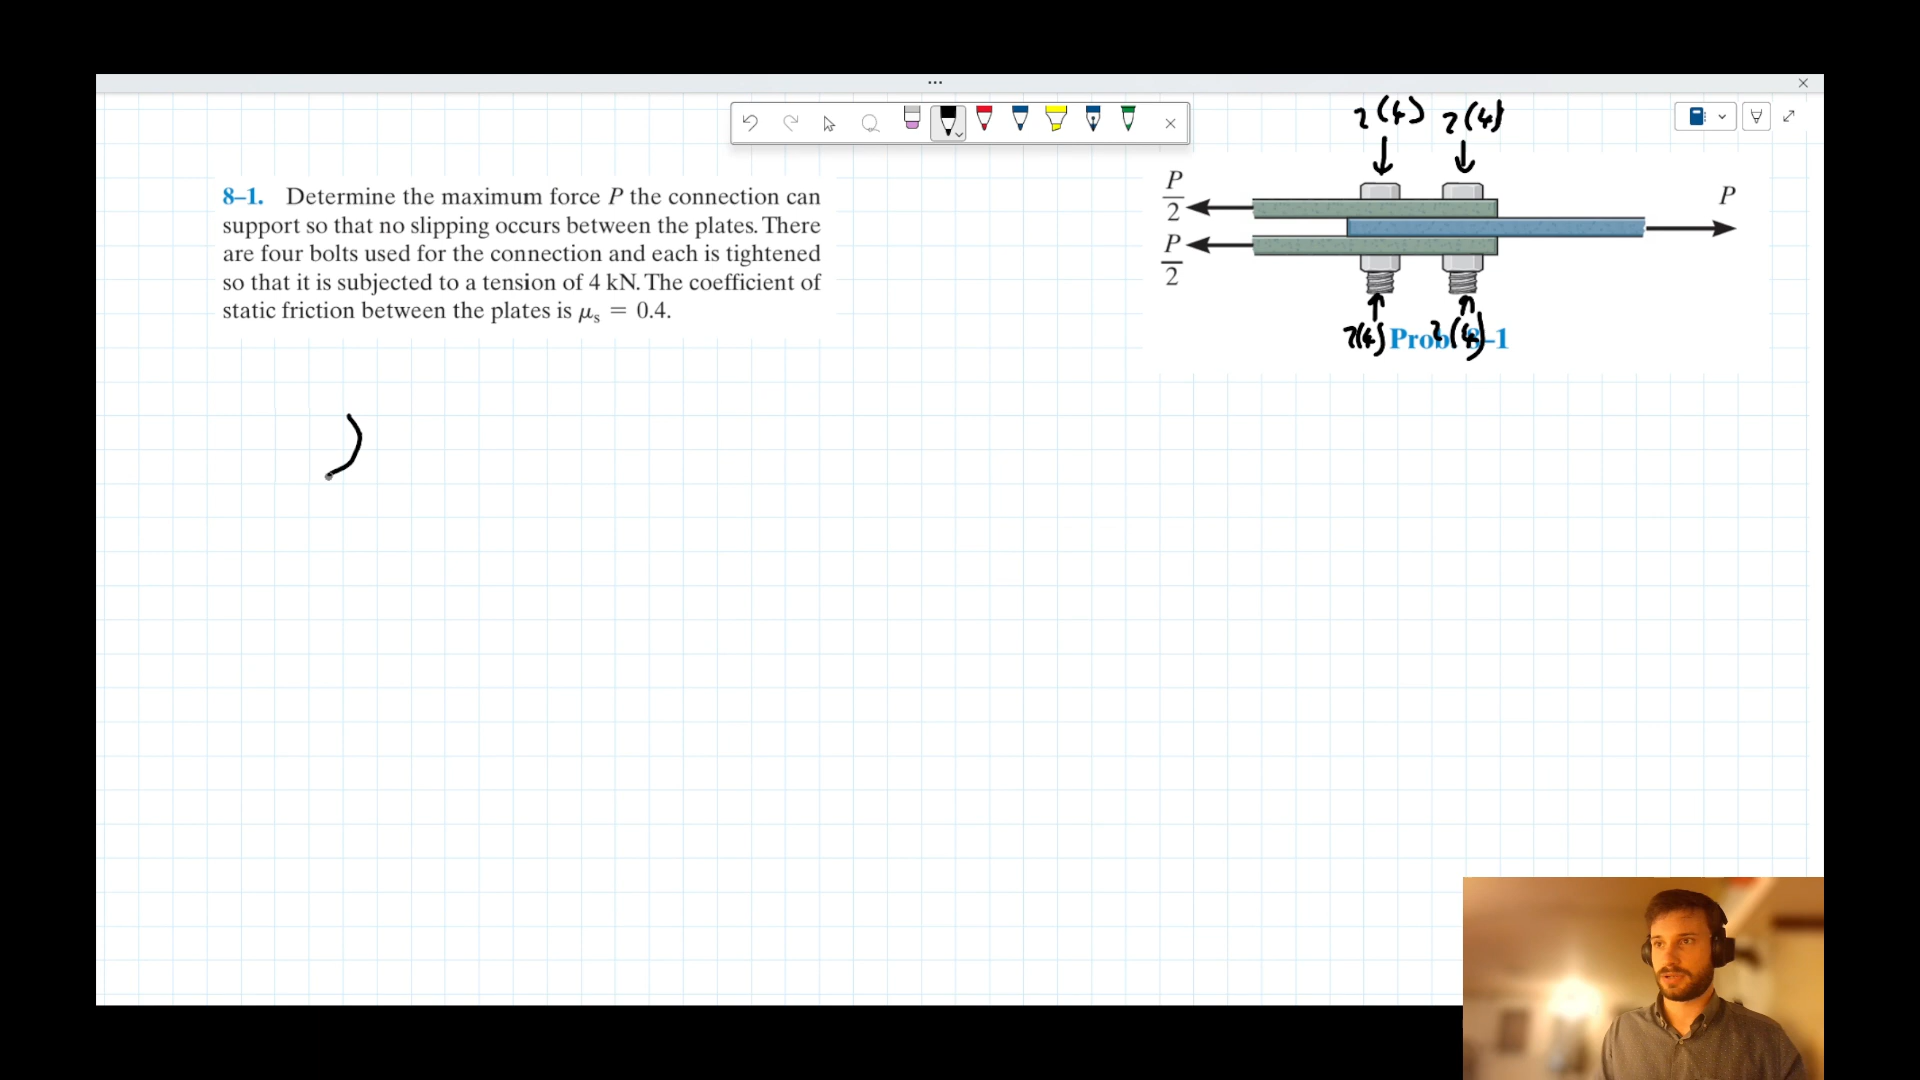 2(4) 2(4)
8–1. Determine the maximum force P the connection can
support so that no slipping occurs between the plates. There
are four bolts used for the connection and each is tightened
so that it is subjected to a tension of 4 kN. The coefficient of
static friction between the plates is μs = 0.4.
P
2
P
2
P
2(4) 2(4)
Prob. 8–1